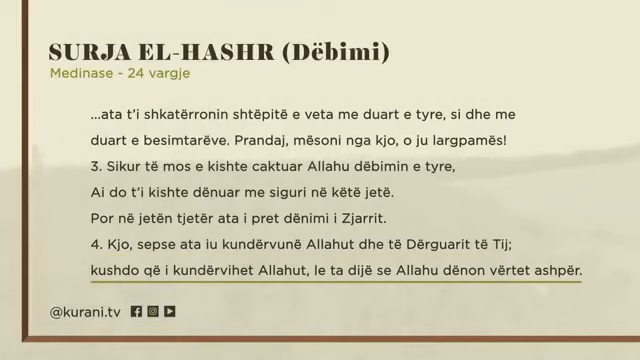 SURJA EL-HASHR (Dëbimi)
Medinase - 24 vargje
...ata t'i shkatërronin shtëpitë e veta me duart e tyre, si dhe me
duart e besimtarëve. Prandaj, mësoni nga kjo, o ju largpamës!
3. Sikur të mos e kishte caktuar Allahu dëbimin e tyre,
Ai do t'i kishte dënuar me siguri në këtë jetë.
Por në jetën tjetër ata i pret dënimi i Zjarrit.
4. Kjo, sepse ata iu kundërvunë Allahut dhe të Dërguarit të Tij;
kushdo që i kundërvihet Allahut, le ta dijë se Allahu dënon vërtet ashpër.
@kurani.tv